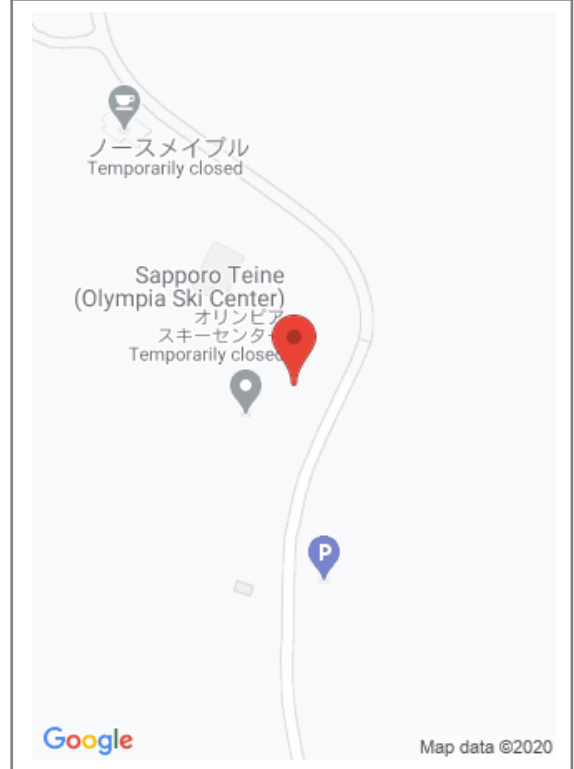 ノースメイプル
Temporarily closed
Sapporo Teine
(Olympia Ski Center)
オリンピア
スキーセンター
Temporarily closed
P
Google
Map data ©2020